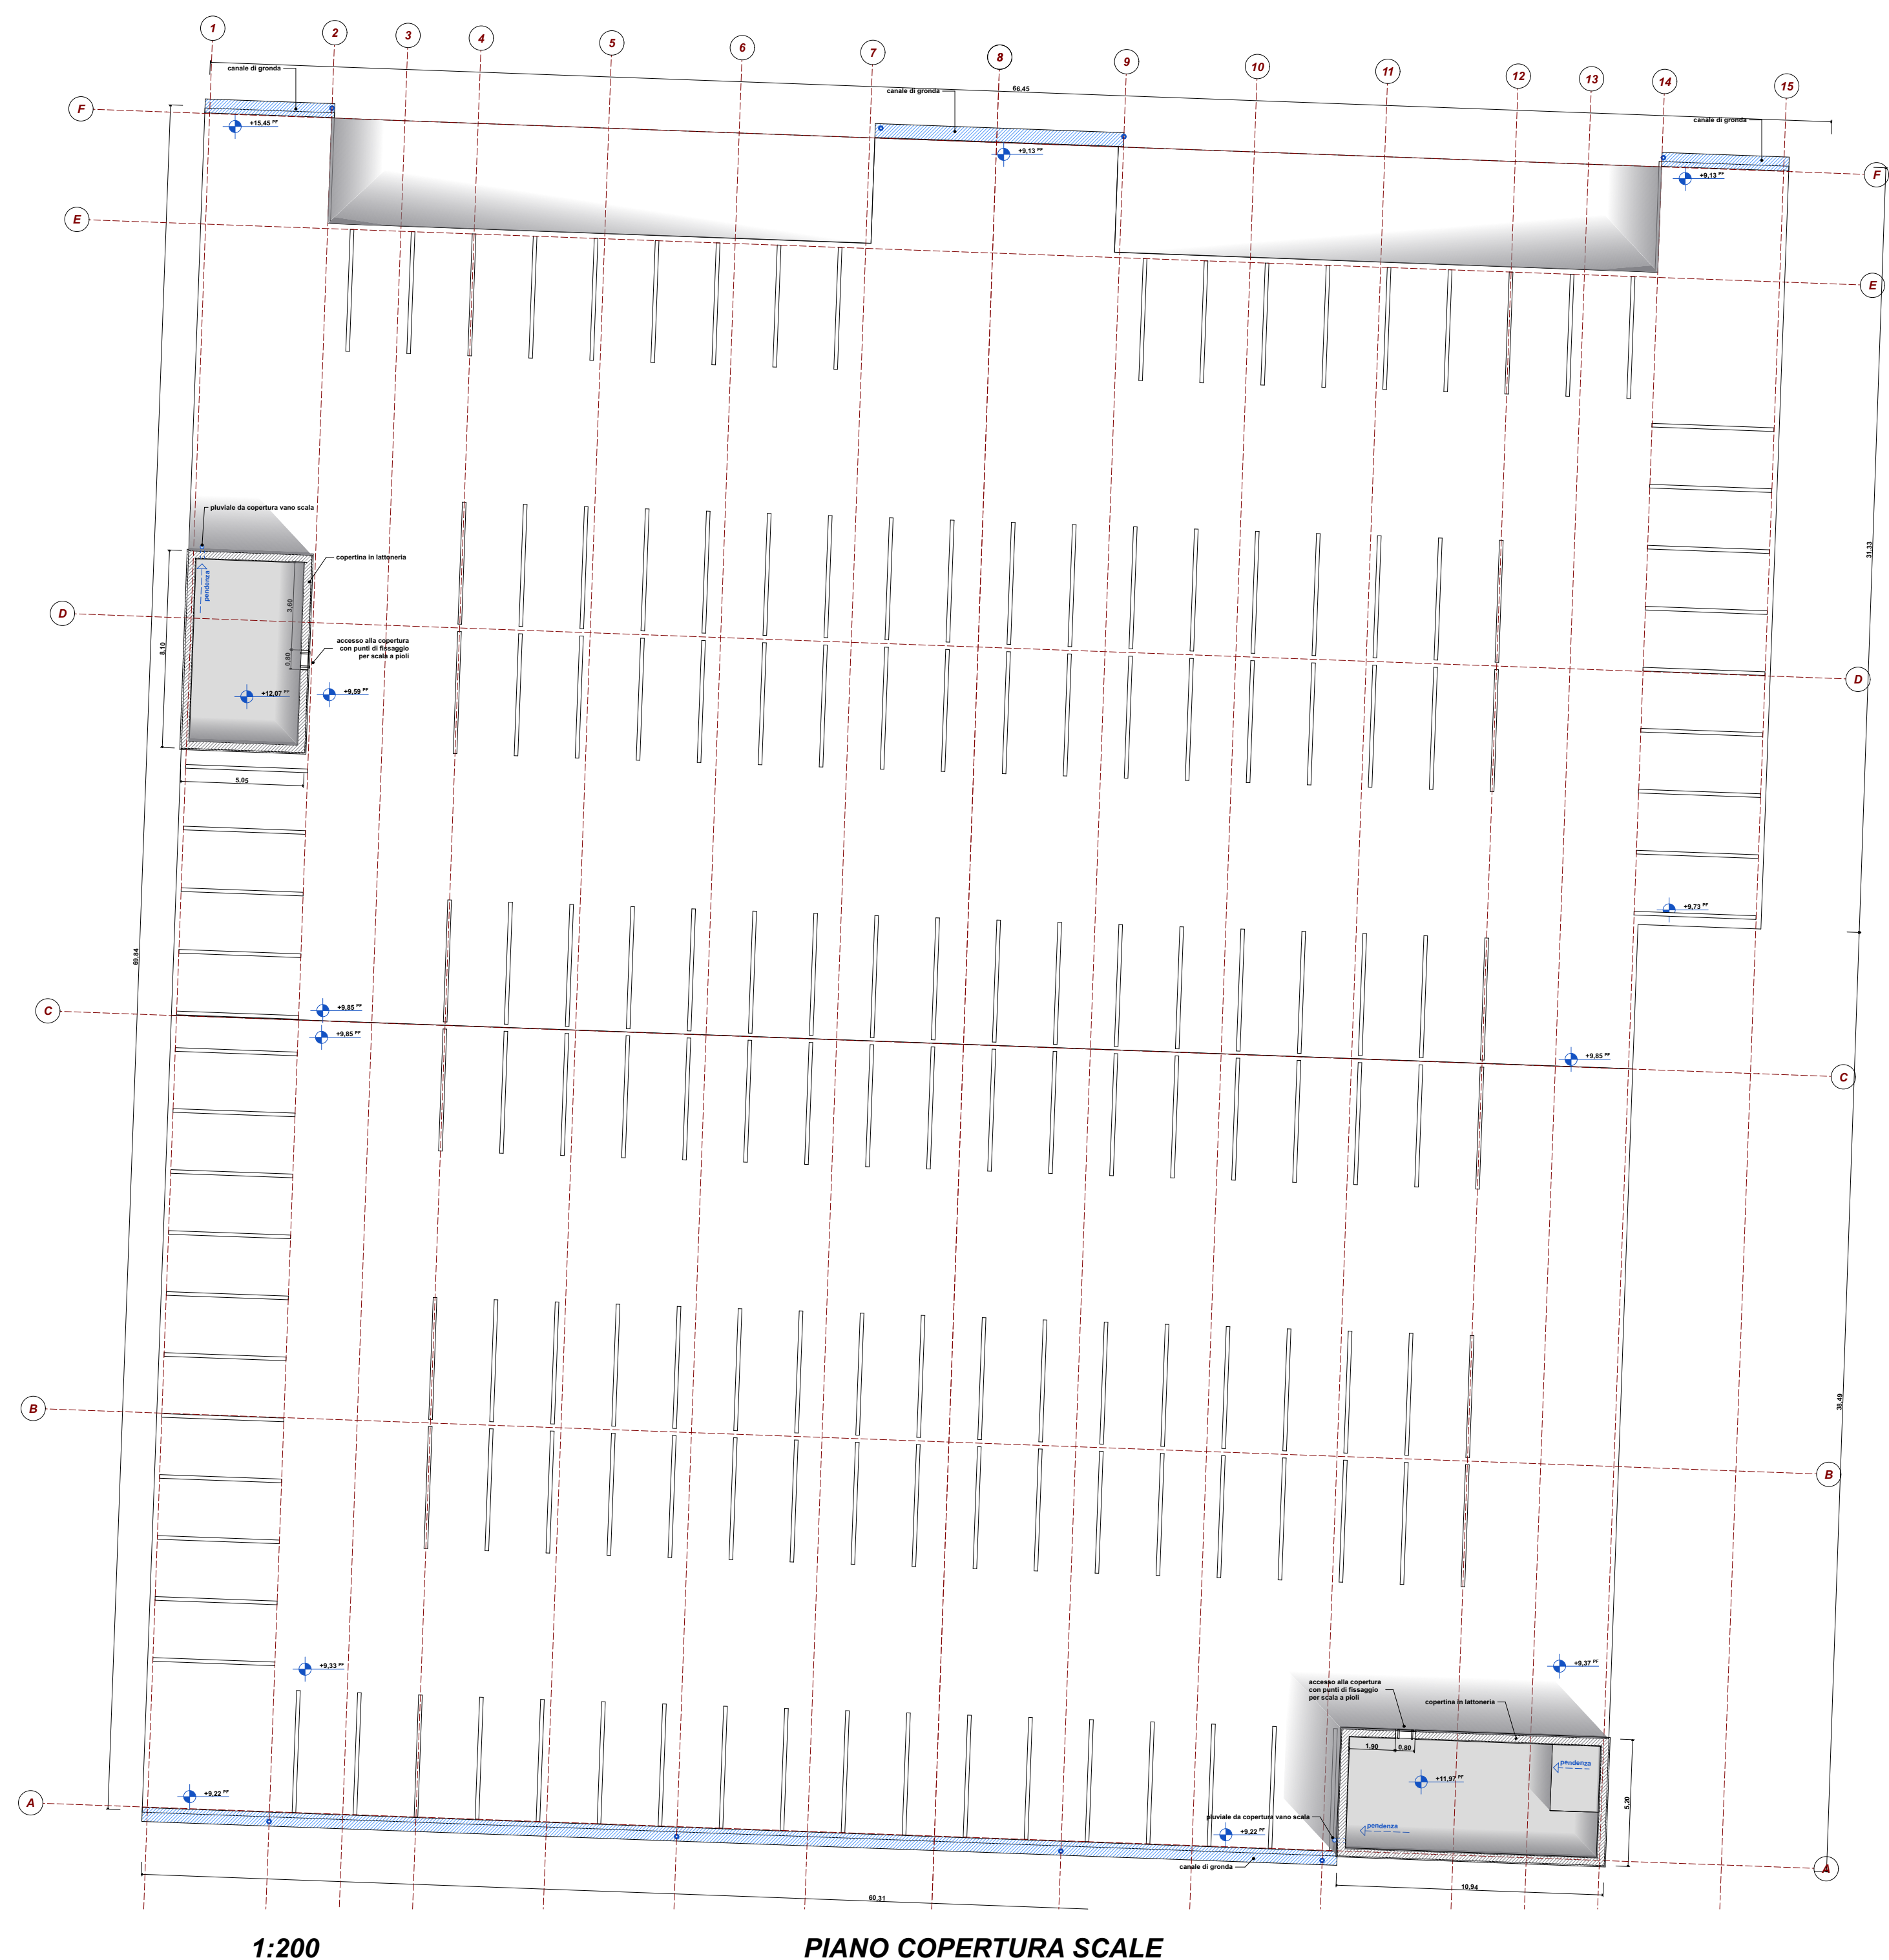 1
2
3
4
5
6
7
8
9
10
11
12
13
14
15
canale di gronda
66,45
canale di gronda
canale di gronda
F
+15,45 PF
+9,13 PF
+9,13 PF
F
E
E
pluviale da copertura vano scala
copertina in lattoneria
pendenza
3,60
31,33
D
8,10
0,80
accesso alla copertura
con punti di fissaggio
per scala a pioli
D
+12,07 PF
+9,59 PF
5,05
+9,73 PF
69,84
C
+9,85 PF
+9,85 PF
+9,85 PF
C
B
38,49
B
+9,33 PF
+9,37 PF
accesso alla copertura
con punti di fissaggio
per scala a pioli
copertina in lattoneria
1,90
0,80
pendenza
+11,97 PF
5,20
A
+9,22 PF
pluviale da copertura vano scala
pendenza
+9,22 PF
canale di gronda
A
60,31
10,94
1:200
PIANO COPERTURA SCALE